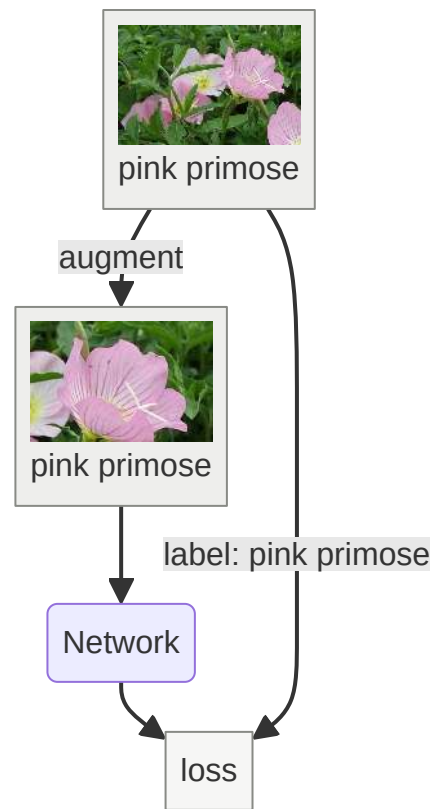 pink primose
augment
pink primose
label: pink primose
Network
loss